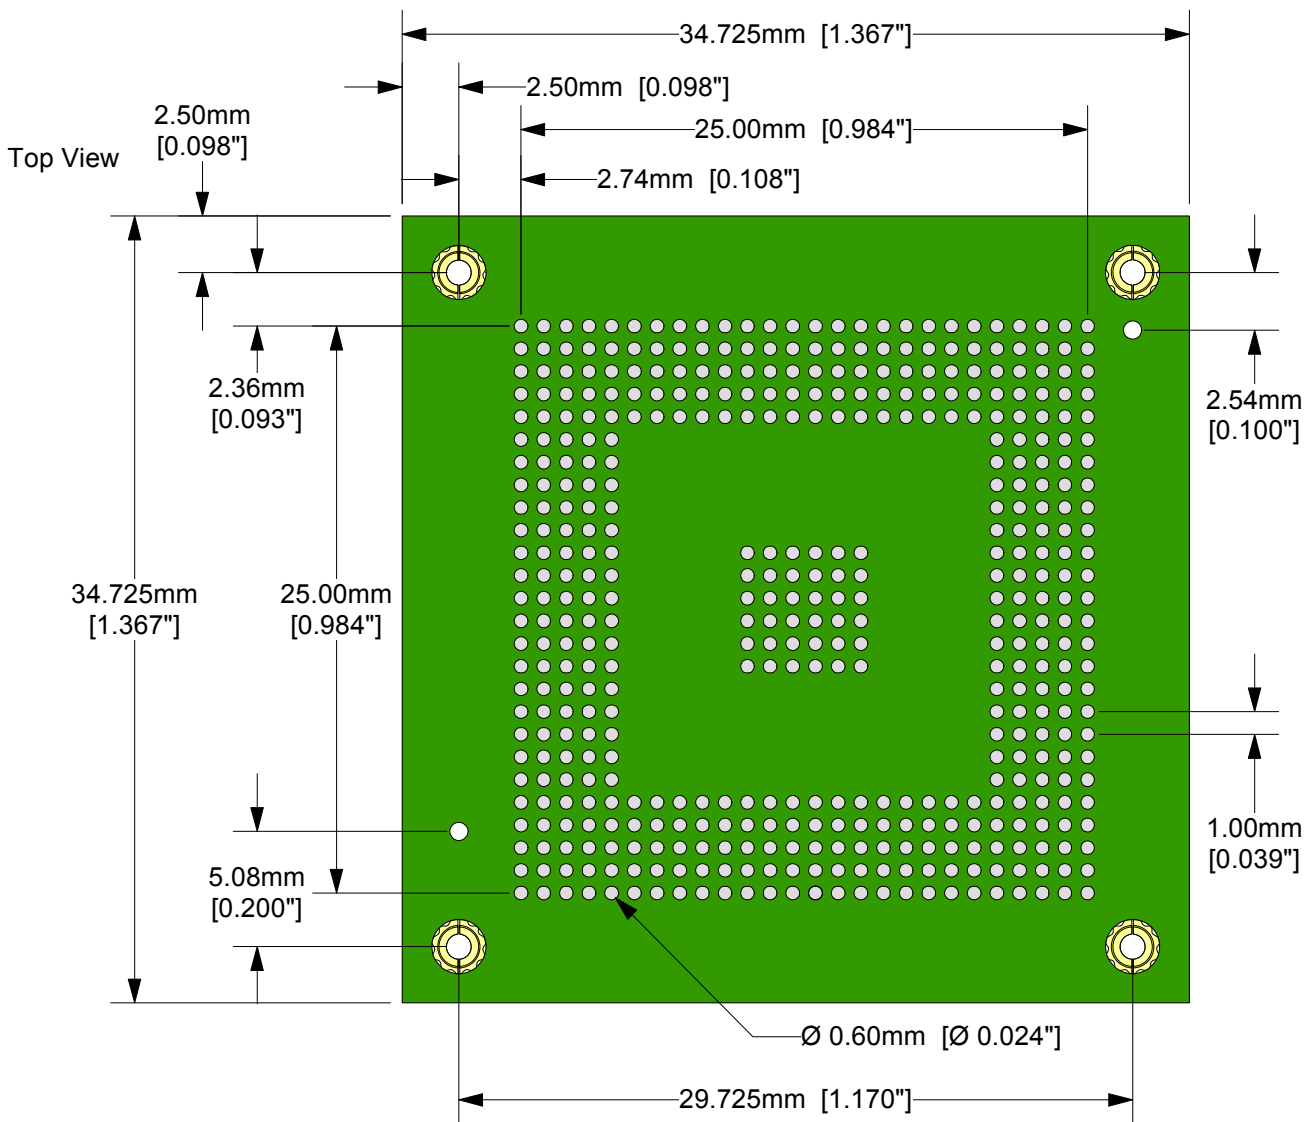 34.725mm [1.367"]
2.50mm [0.098"]
2.50mm
[0.098"]
25.00mm [0.984"]
Top View
2.74mm [0.108"]
2.36mm
[0.093"]
2.54mm
[0.100"]
34.725mm
[1.367"]
25.00mm
[0.984"]
1.00mm
[0.039"]
5.08mm
[0.200"]
Ø 0.60mm [Ø 0.024"]
29.725mm [1.170"]